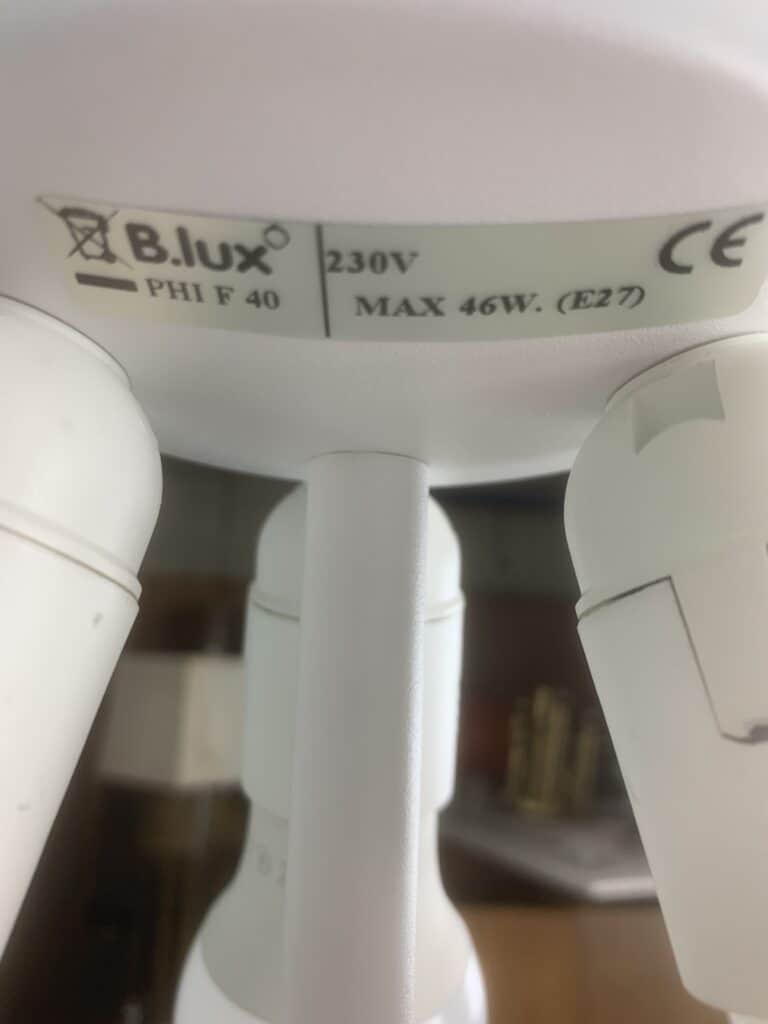 B.lux
PHI F 40
230V
MAX 46W. (E27)
CE